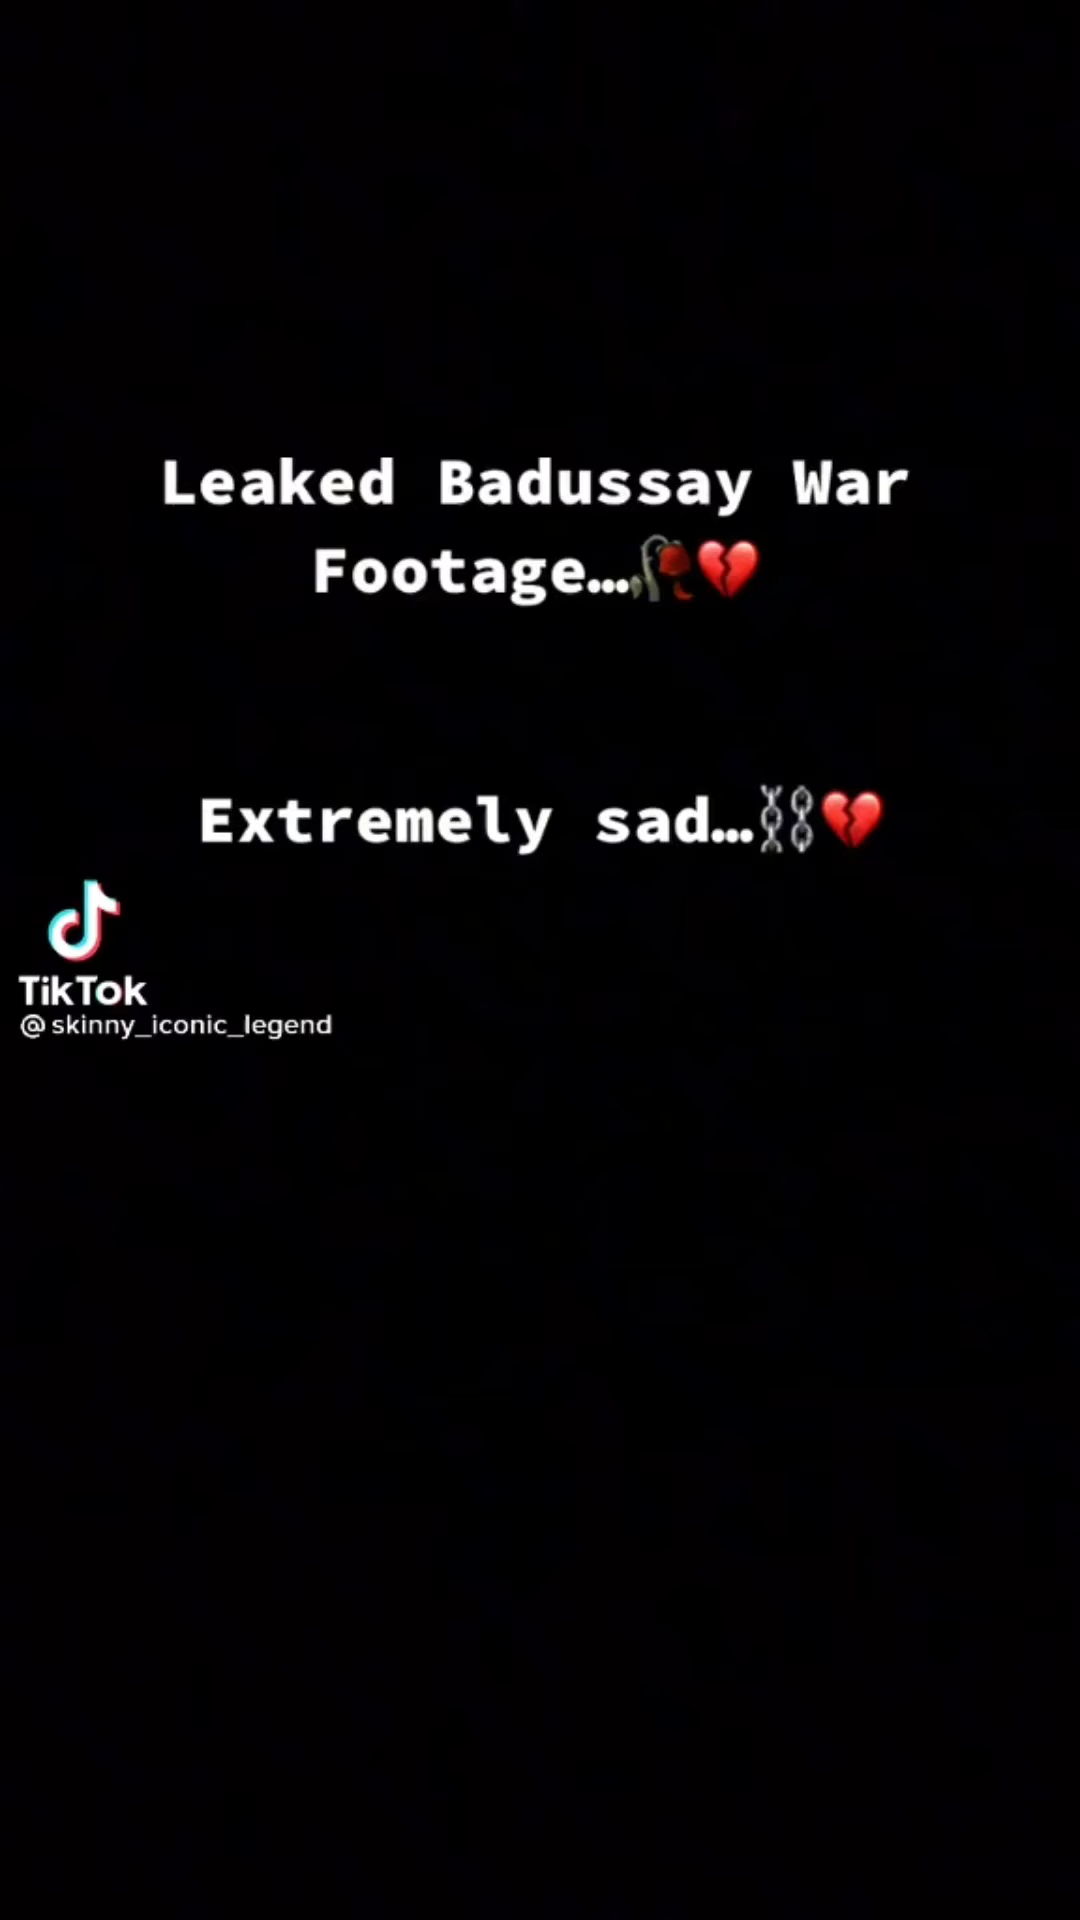 Leaked Badussay War
Footage...🥀💔
Extremely sad...⛓️💔
TikTok
@skinny_iconic_legend